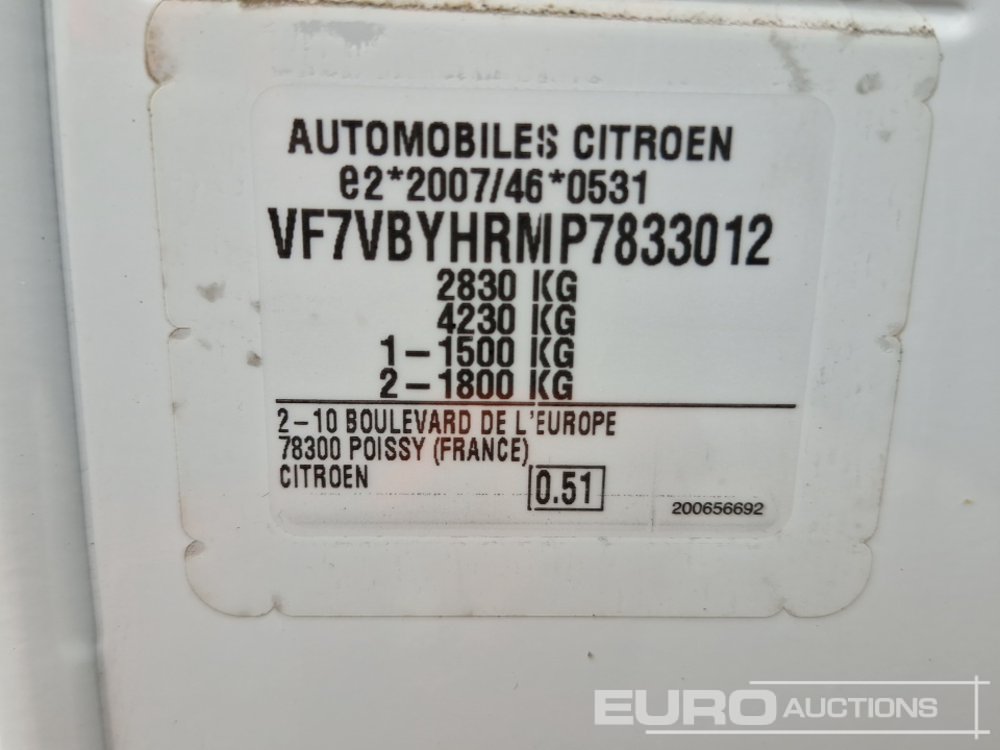 AUTOMOBILES CITROEN
e2*2007/46*0531
VF7VBYHRMP7833012
2830 KG
4230 KG
1-1500 KG
2-1800 KG
2-10 BOULEVARD DE L'EUROPE
78300 POISSY (FRANCE)
CITROEN
0.51
200656692
EURO AUCTIONS